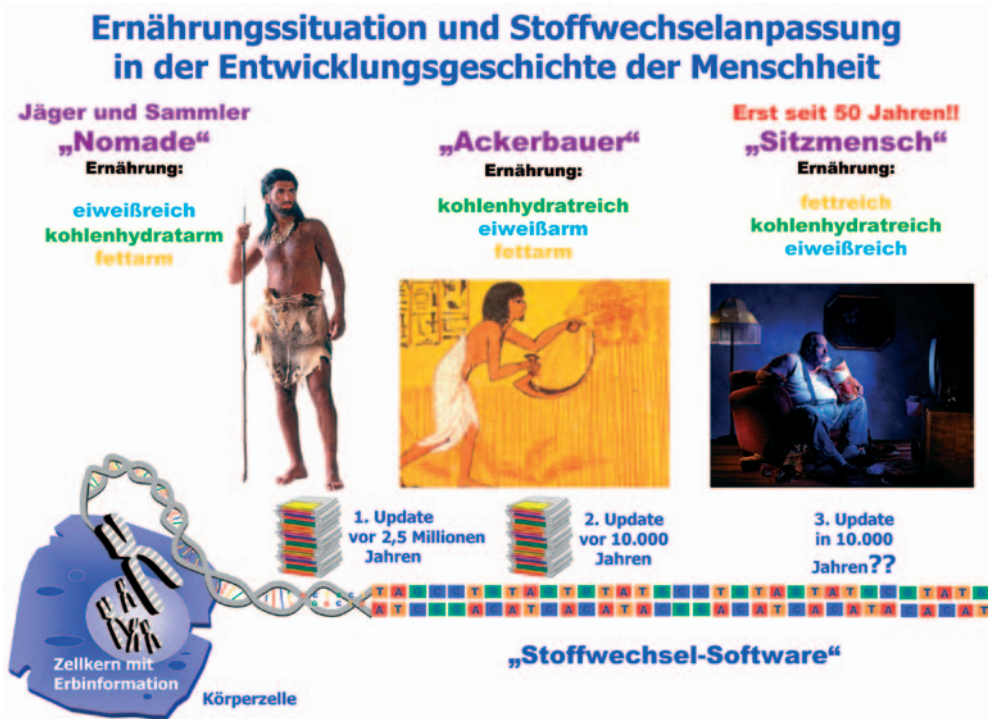 Ernährungssituation und Stoffwechselanpassung
in der Entwicklungsgeschichte der Menschheit
Jäger und Sammler
„Nomade“
Ernährung:
eiweißreich
kohlenhydratarm
fettarm
„Ackerbauer“
Ernährung:
kohlenhydratreich
eiweißarm
fettarm
Erst seit 50 Jahren!!
„Sitzmensch“
Ernährung:
fettreich
kohlenhydratreich
eiweißreich
1. Update
vor 2,5 Millionen
Jahren
2. Update
vor 10.000
Jahren
3. Update
in 10.000
Jahren??
„Stoffwechsel-Software“
Zellkern mit
Erbinformation
Körperzelle